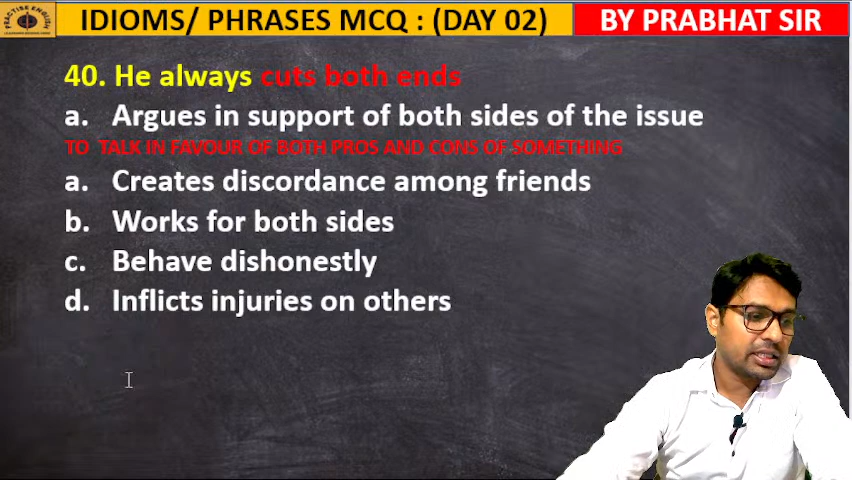 PRACTISE ENGLISH
IDIOMS/ PHRASES MCQ : (DAY 02)
BY PRABHAT SIR
40. He always cuts both ends
a. Argues in support of both sides of the issue
TO TALK IN FAVOUR OF BOTH PROS AND CONS OF SOMETHING
a. Creates discordance among friends
b. Works for both sides
c. Behave dishonestly
d. Inflicts injuries on others